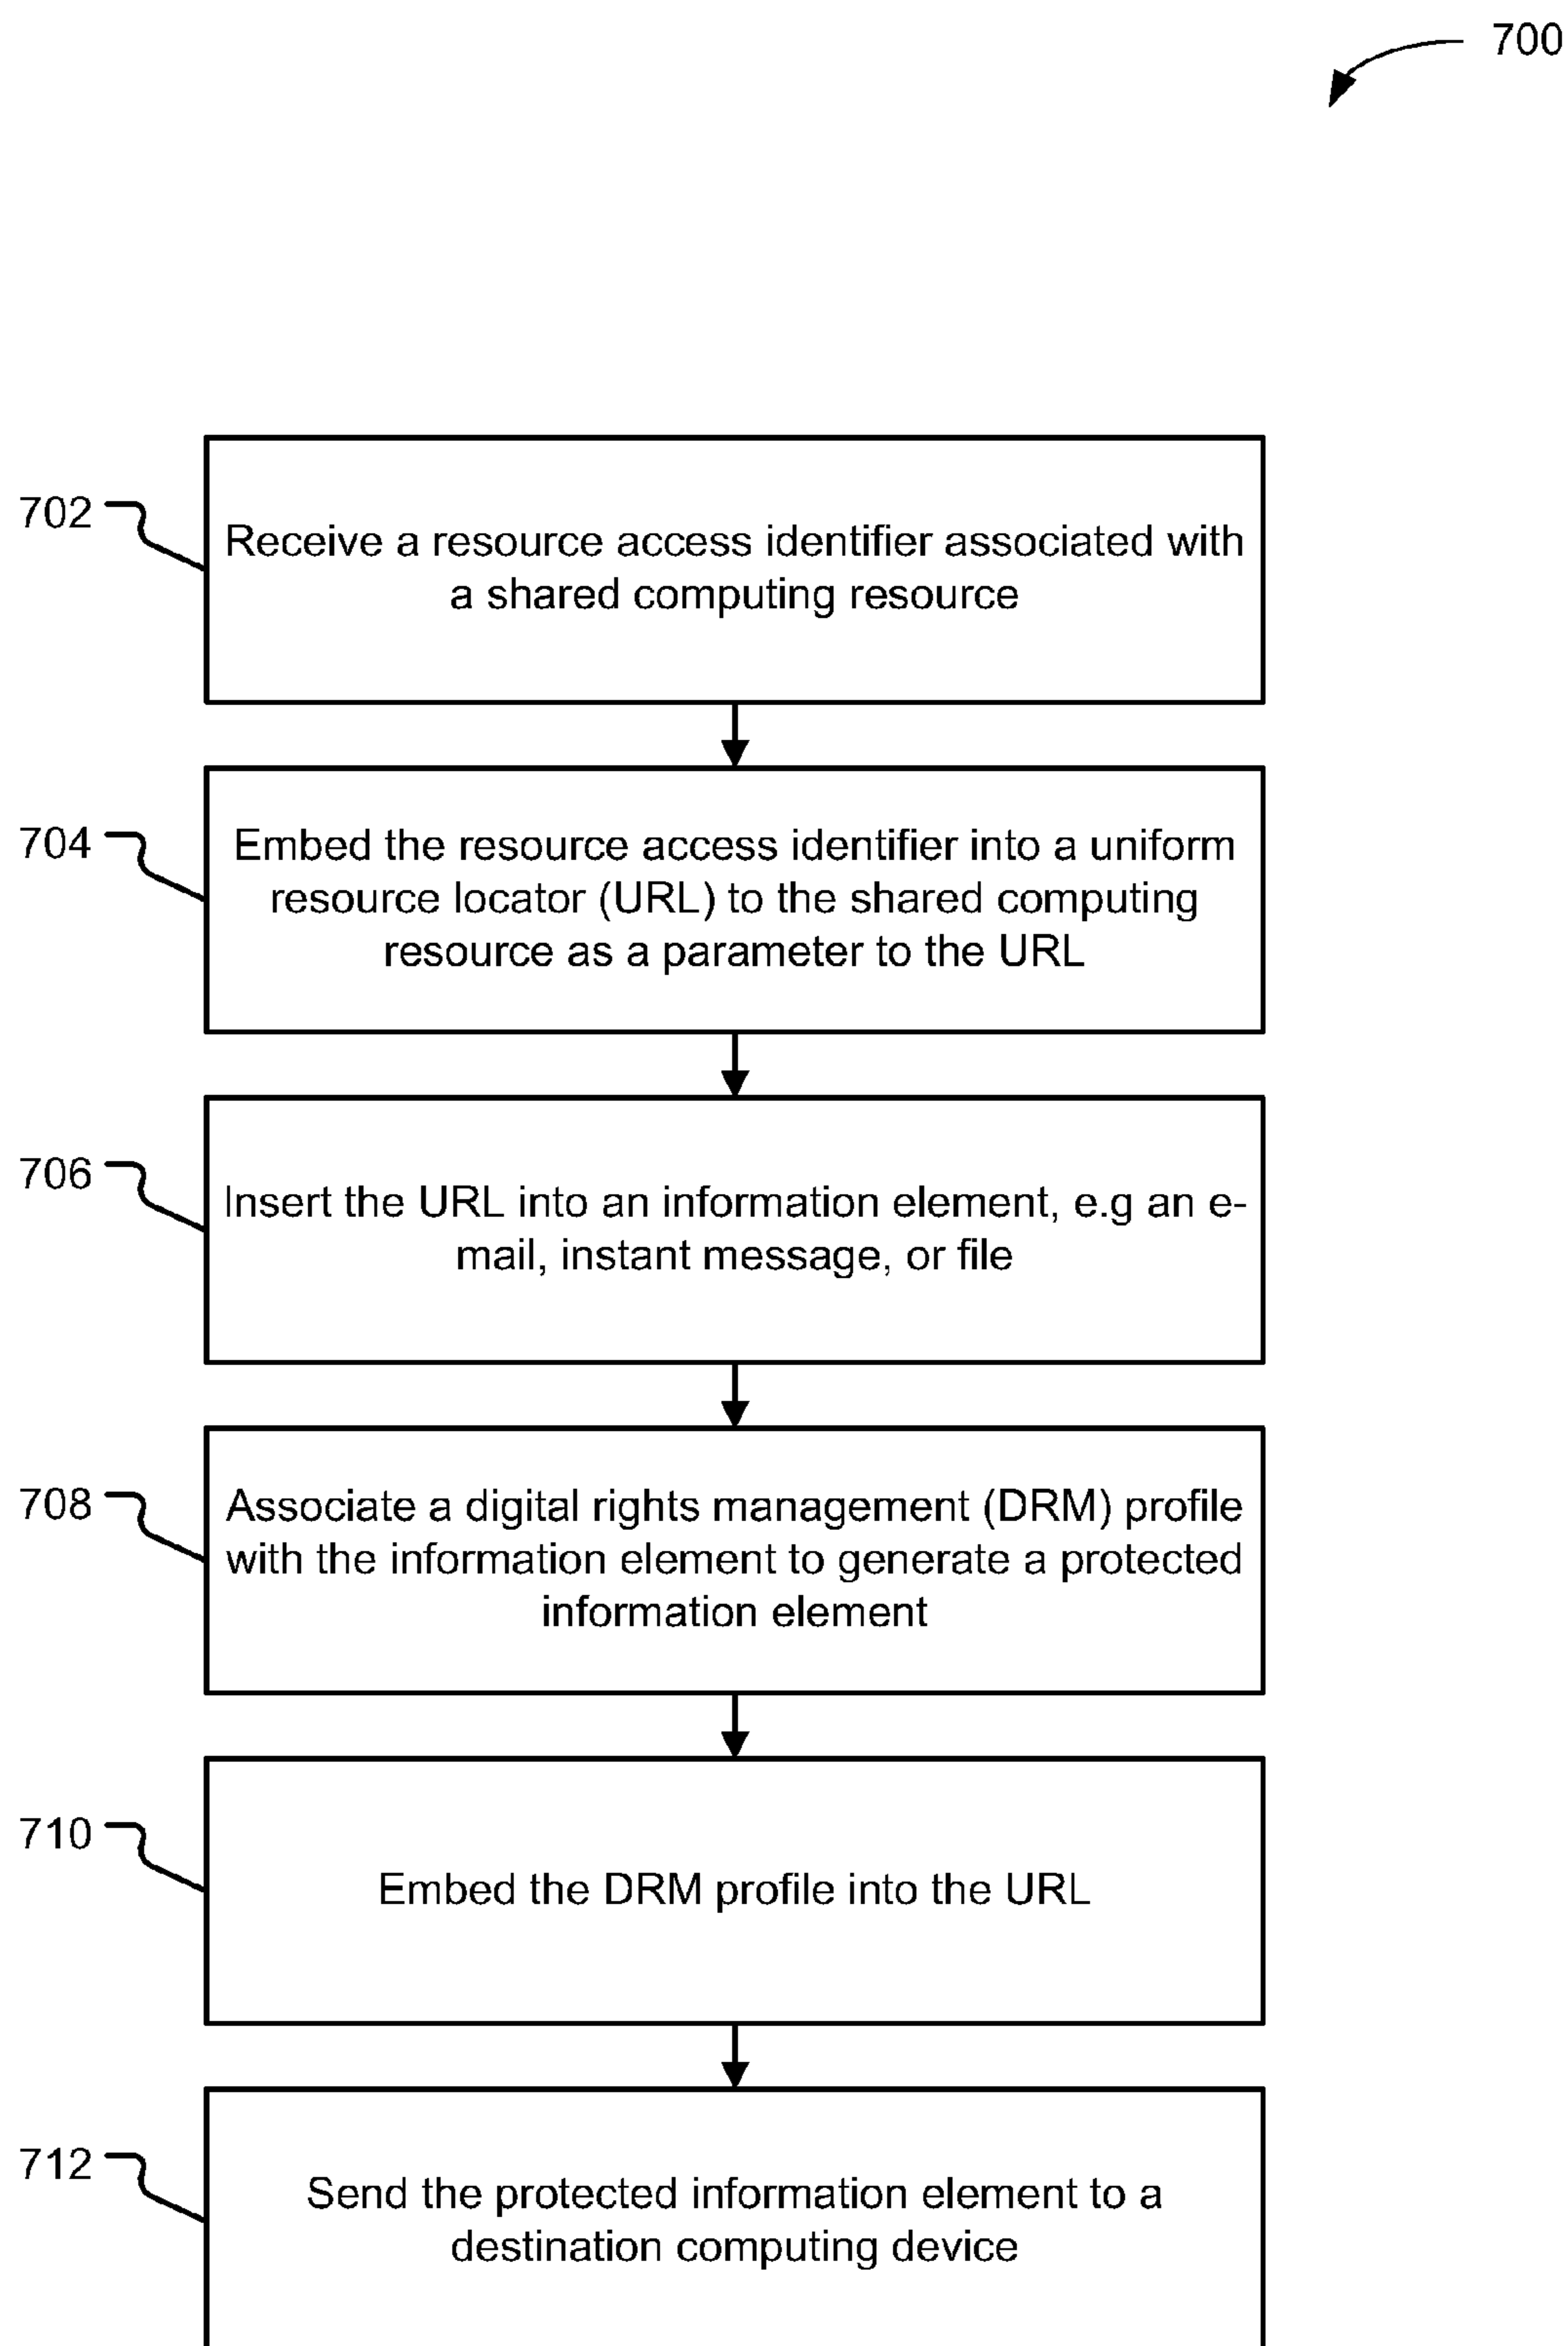 700
702
Receive a resource access identifier associated with
a shared computing resource
704
Embed the resource access identifier into a uniform
resource locator (URL) to the shared computing
resource as a parameter to the URL
706
Insert the URL into an information element, e.g an e-
mail, instant message, or file
708
Associate a digital rights management (DRM) profile
with the information element to generate a protected
information element
710
Embed the DRM profile into the URL
712
Send the protected information element to a
destination computing device